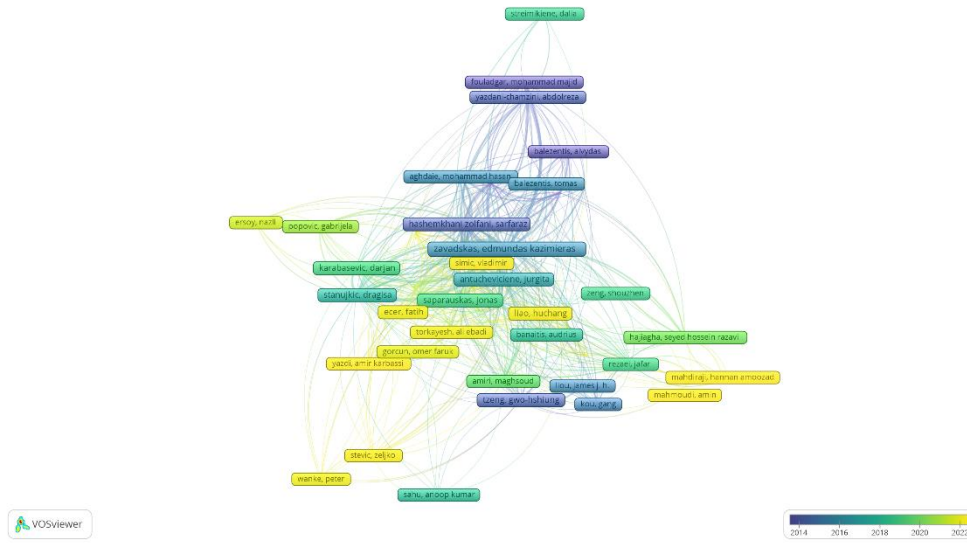 streimikiene, dalia
fouladgar, mohammad majid
yazdani-chamzini, abdolreza
balezentis, alvydas
aghdaie, mohammad hasan
balezentis, tomas
ersoy, nazli
popovic, gabrijela
hashemkhani zolfani, sarfaraz
zavadskas, edmundas kazimieras
simic, vladimir
karabasevic, darjan
antucheviciene, jurgita
stanujkic, dragisa
saparauskas, jonas
zeng, shouzhen
ecer, fatih
liao, huchang
torkayesh, ali ebadi
banaitis, audrius
hajiagha, seyed hossein razavi
gorcun, omer faruk
yazdi, amir karbassi
rezaei, jafar
amiri, maghsoud
liou, james j. h.
mahdiraji, hannan amoozad
tzeng, gwo-hshiung
kou, gang
mahmoudi, amin
stevic, zeljko
wanke, peter
sahu, anoop kumar
VOSviewer
2014 2016 2018 2020 2022